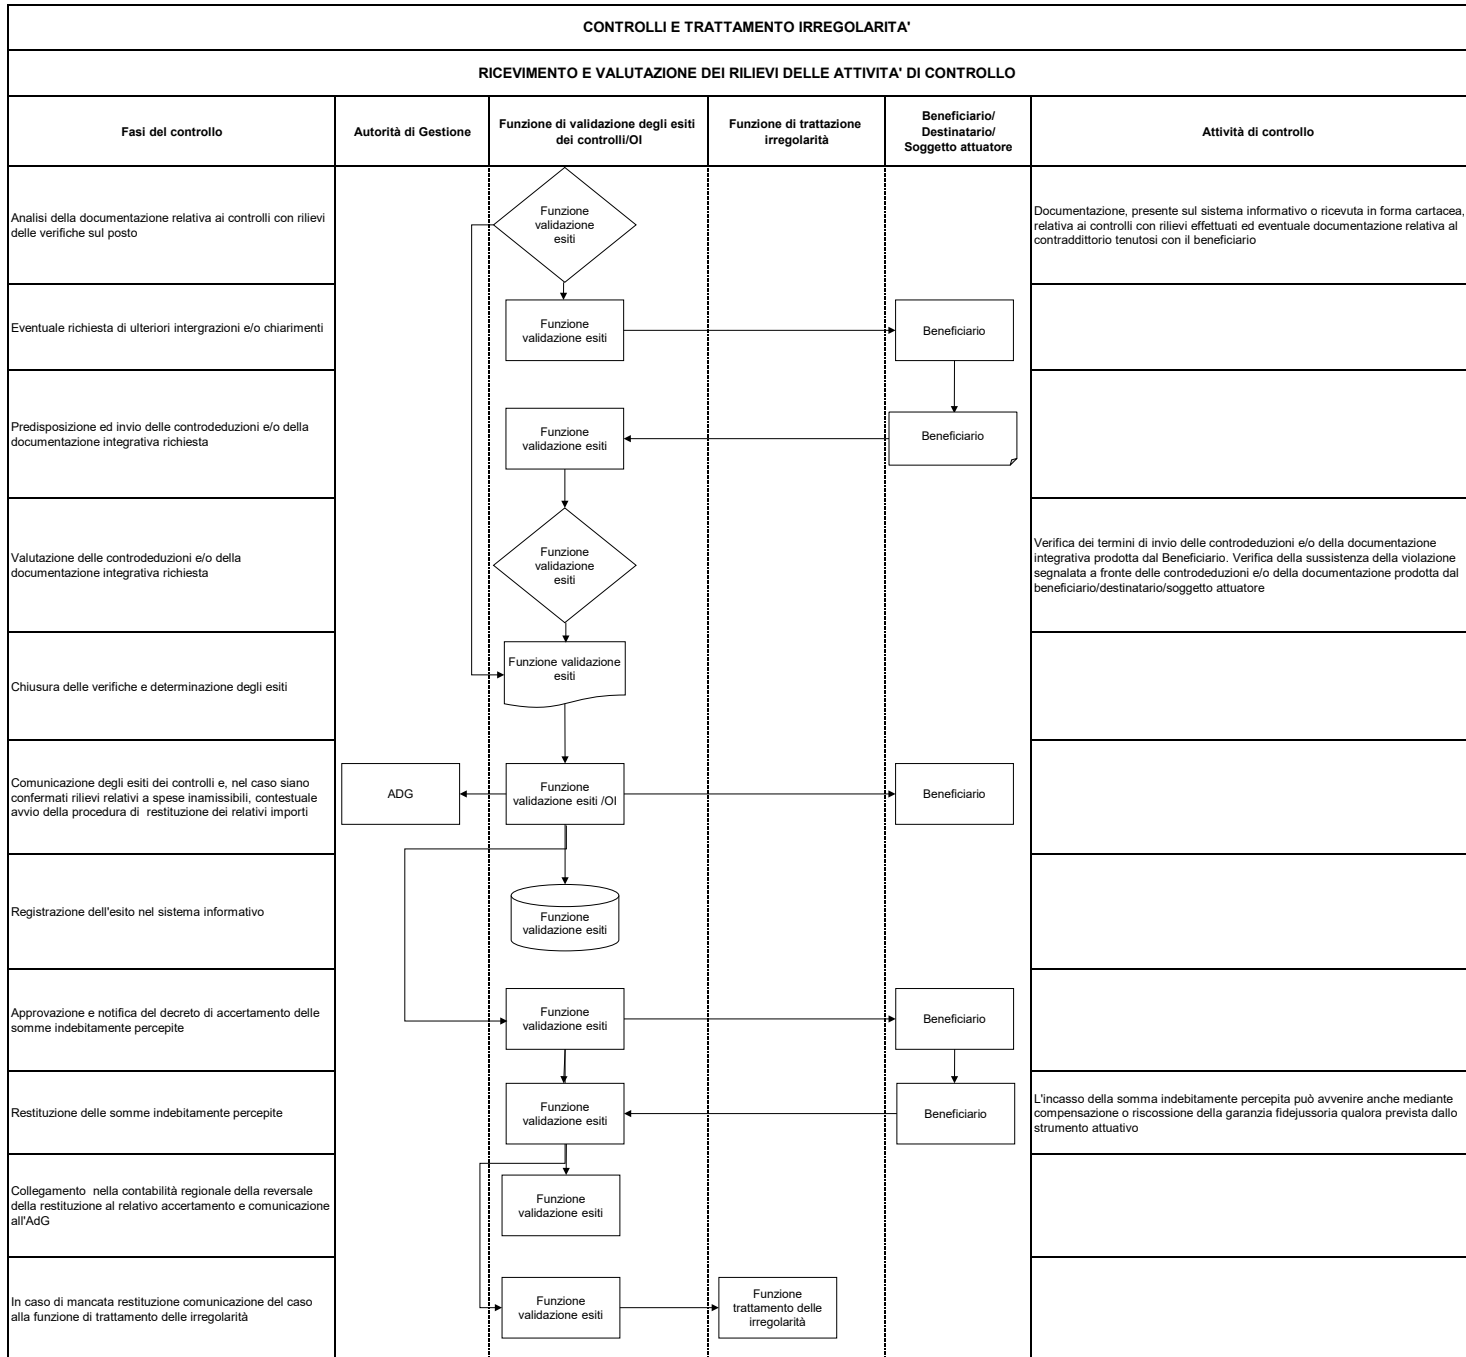 CONTROLLI E TRATTAMENTO IRREGOLARITA'
RICEVIMENTO E VALUTAZIONE DEI RILIEVI DELLE ATTIVITA' DI CONTROLLO
Fasi del controllo
Autorità di Gestione
Funzione di validazione degli esiti
dei controlli/OI
Funzione di trattazione
irregolarità
Beneficiario/
Destinatario/
Soggetto attuatore
Attività di controllo
Analisi della documentazione relativa ai controlli con rilievi
delle verifiche sul posto
Funzione
validazione
esiti
Documentazione, presente sul sistema informativo o ricevuta in forma cartacea,
relativa ai controlli con rilievi effettuati ed eventuale documentazione relativa al
contraddittorio tenutosi con il beneficiario
Eventuale richiesta di ulteriori intergrazioni e/o chiarimenti
Funzione
validazione esiti
Beneficiario
Predisposizione ed invio delle controdeduzioni e/o della
documentazione integrativa richiesta
Funzione
validazione esiti
Beneficiario
Valutazione delle controdeduzioni e/o della
documentazione integrativa richiesta
Funzione
validazione
esiti
Verifica dei termini di invio delle controdeduzioni e/o della documentazione
integrativa prodotta dal Beneficiario. Verifica della sussistenza della violazione
segnalata a fronte delle controdeduzioni e/o della documentazione prodotta dal
beneficiario/destinatario/soggetto attuatore
Chiusura delle verifiche e determinazione degli esiti
Funzione validazione
esiti
Comunicazione degli esiti dei controlli e, nel caso siano
confermati rilievi relativi a spese inamissibili, contestuale
avvio della procedura di restituzione dei relativi importi
ADG
Funzione
validazione esiti /OI
Beneficiario
Registrazione dell'esito nel sistema informativo
Funzione
validazione esiti
Approvazione e notifica del decreto di accertamento delle
somme indebitamente percepite
Funzione
validazione esiti
Beneficiario
Restituzione delle somme indebitamente percepite
Funzione
validazione esiti
Beneficiario
L'incasso della somma indebitamente percepita può avvenire anche mediante
compensazione o riscossione della garanzia fidejussoria qualora prevista dallo
strumento attuativo
Collegamento nella contabilità regionale della reversale
della restituzione al relativo accertamento e comunicazione
all'AdG
Funzione
validazione esiti
In caso di mancata restituzione comunicazione del caso
alla funzione di trattamento delle irregolarità
Funzione
validazione esiti
Funzione
trattamento delle
irregolarità